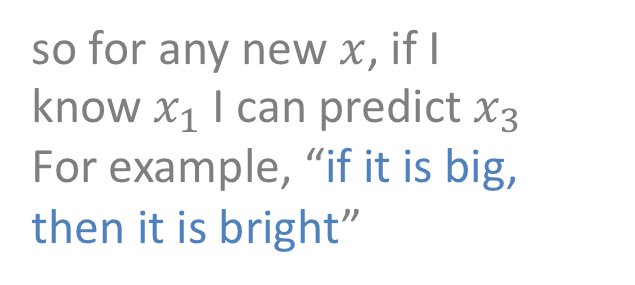 so for any new x, if I
know x₁ I can predict x₃
For example, “if it is big,
then it is bright”